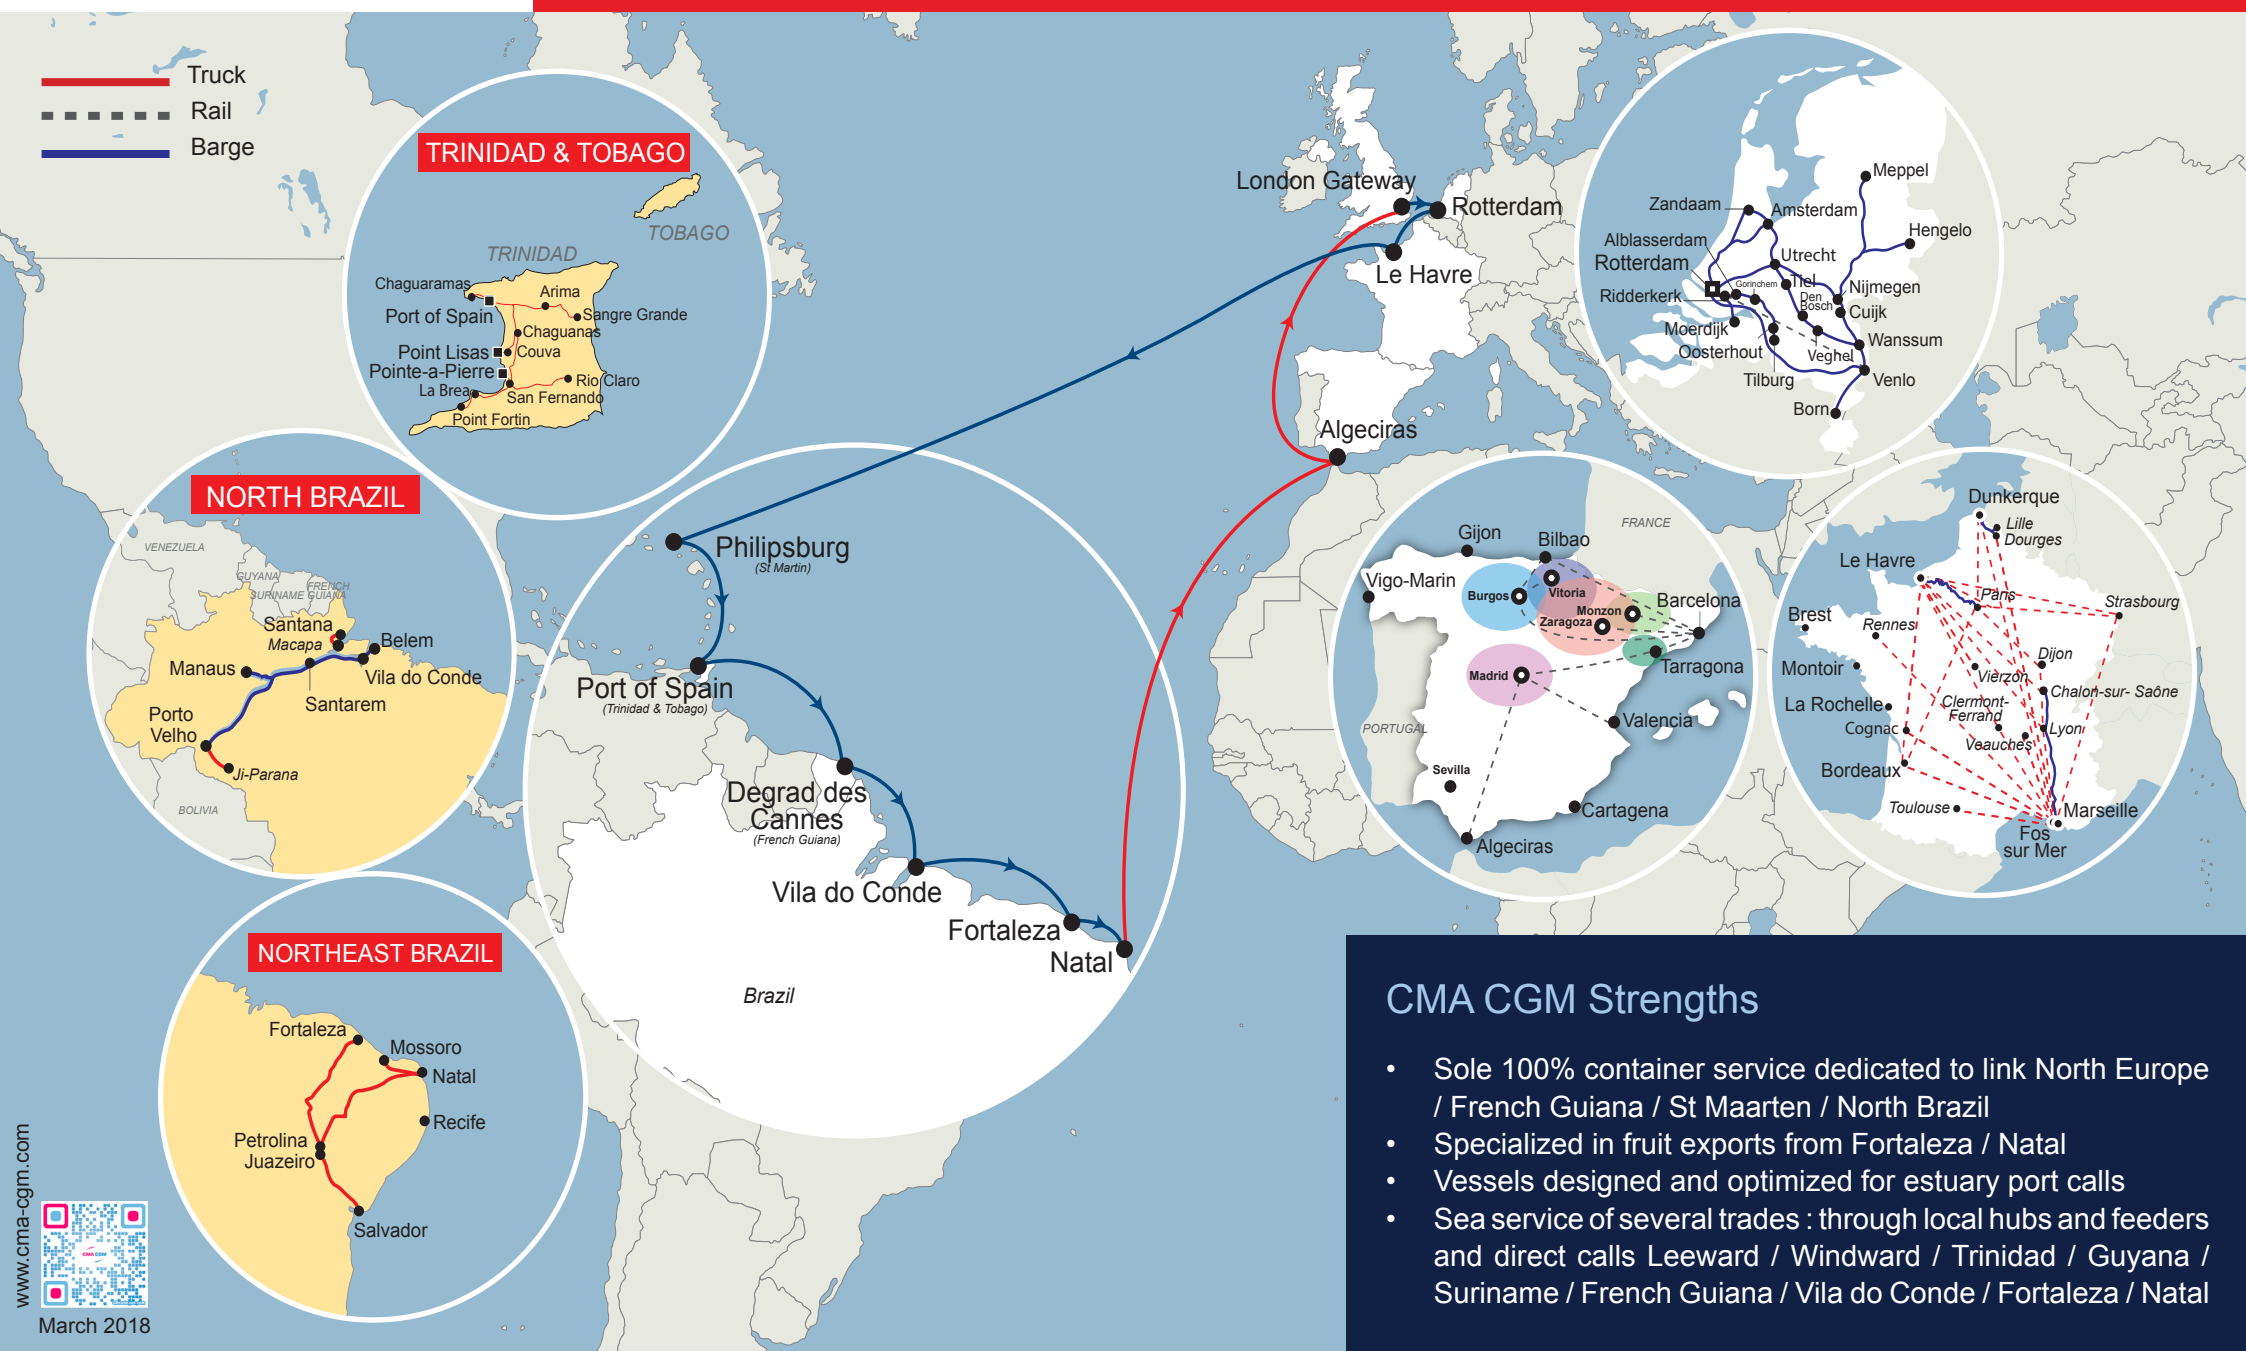 Truck
Rail
Barge
TRINIDAD & TOBAGO
TOBAGO
TRINIDAD
Chaguaramas
Arima
Port of Spain
Sangre Grande
Chaguanas
Point Lisas
Couva
Pointe-a-Pierre
Rio Claro
La Brea
San Fernando
Point Fortin
NORTH BRAZIL
VENEZUELA
GUYANA
FRENCH
SURINAME GUIANA
Santana
Macapa
Belem
Manaus
Vila do Conde
Santarem
Porto
Velho
Ji-Parana
BOLIVIA
NORTHEAST BRAZIL
Fortaleza
Mossoro
Natal
Recife
Petrolina
Juazeiro
Salvador
London Gateway
Rotterdam
Le Havre
Algeciras
Philipsburg
(St Martin)
Port of Spain
(Trinidad & Tobago)
Degrad des
Cannes
(French Guiana)
Vila do Conde
Fortaleza
Natal
Brazil
Meppel
Zandaam
Amsterdam
Hengelo
Alblasserdam
Utrecht
Rotterdam
Tiel
Gorinchem
Nijmegen
Ridderkerk
Den
Bosch
Cuijk
Moerdijk
Wanssum
Oosterhout
Veghel
Tilburg
Venlo
Born
FRANCE
Gijon
Bilbao
Vigo-Marin
Burgos
Vitoria
Monzon
Barcelona
Zaragoza
Tarragona
Madrid
Valencia
PORTUGAL
Sevilla
Cartagena
Algeciras
Dunkerque
Lille
Dourges
Le Havre
Paris
Strasbourg
Brest
Rennes
Dijon
Montoir
Vierzon
Chalon-sur- Saône
La Rochelle
Clermont-
Ferrand
Cognac
Lyon
Veauches
Bordeaux
Toulouse
Marseille
Fos
sur Mer
CMA CGM Strengths
• Sole 100% container service dedicated to link North Europe
/ French Guiana / St Maarten / North Brazil
• Specialized in fruit exports from Fortaleza / Natal
• Vessels designed and optimized for estuary port calls
• Sea service of several trades : through local hubs and feeders
and direct calls Leeward / Windward / Trinidad / Guyana /
Suriname / French Guiana / Vila do Conde / Fortaleza / Natal
www.cma-cgm.com
CMA CGM
March 2018